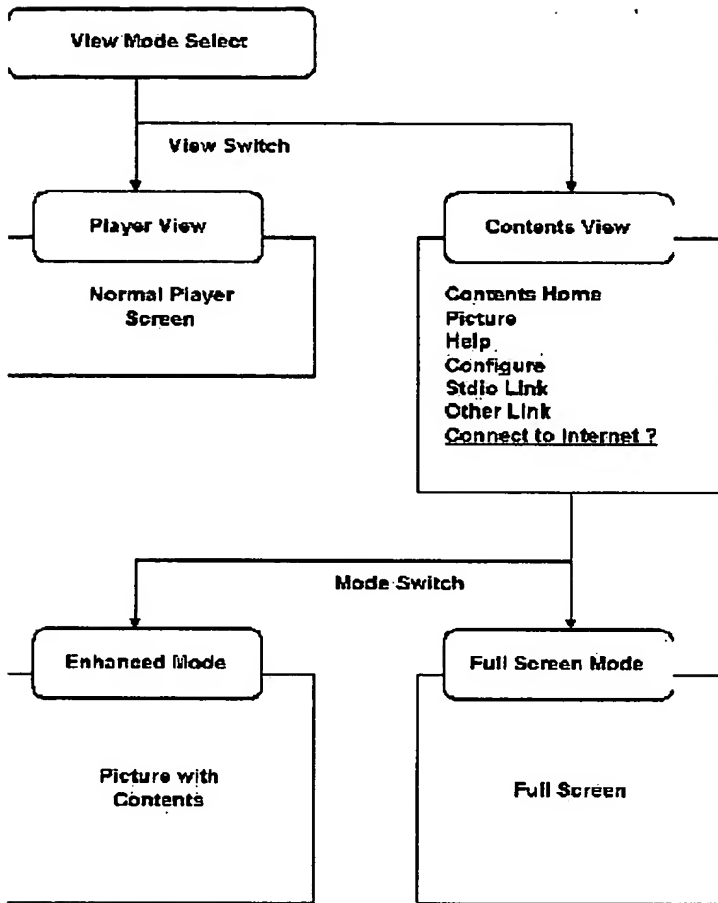 View Mode Select
View Switch
Player View
Contents View
Normal Player
Screen
Contents Home
Picture
Help
Configure
Stdio Link
Other Link
Connect to Internet ?
Mode Switch
Enhanced Mode
Full Screen Mode
Picture with
Contents
Full Screen